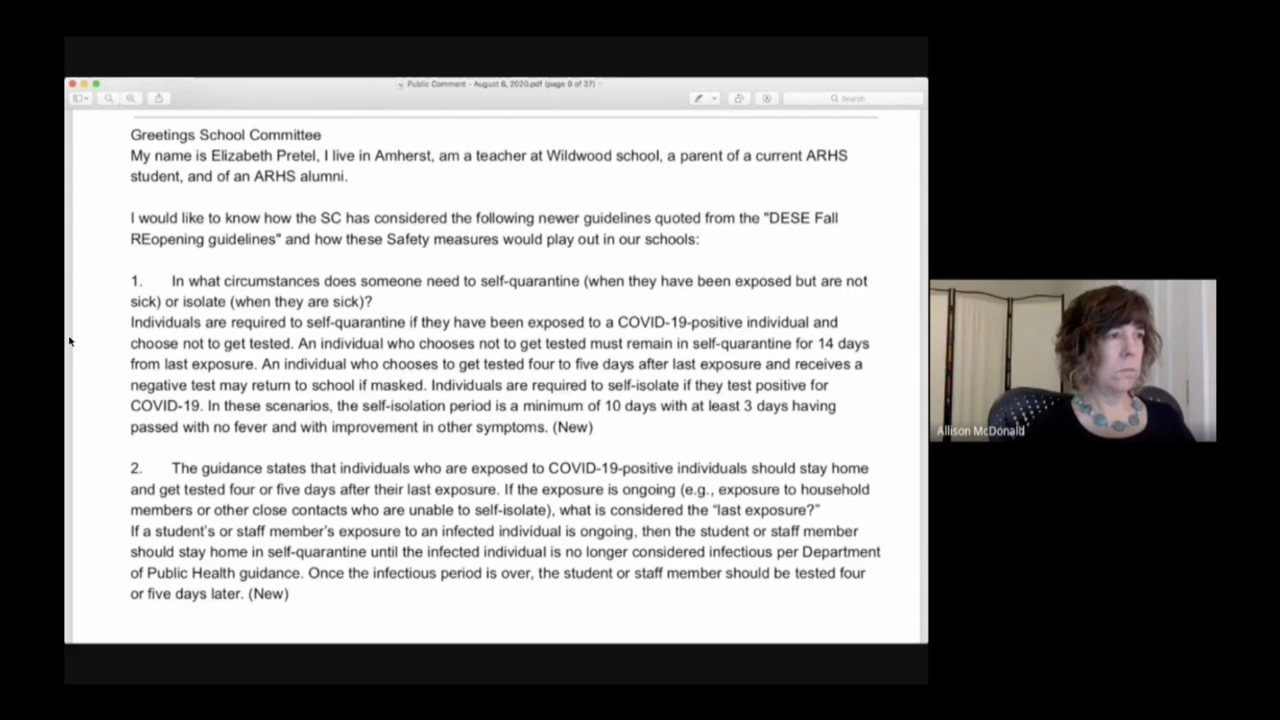 Public Comment - August 6, 2020.pdf (page 9 of 37)
Search
Greetings School Committee
My name is Elizabeth Pretel, I live in Amherst, am a teacher at Wildwood school, a parent of a current ARHS
student, and of an ARHS alumni.
I would like to know how the SC has considered the following newer guidelines quoted from the "DESE Fall
REopening guidelines" and how these Safety measures would play out in our schools:
1. In what circumstances does someone need to self-quarantine (when they have been exposed but are not
sick) or isolate (when they are sick)?
Individuals are required to self-quarantine if they have been exposed to a COVID-19-positive individual and
choose not to get tested. An individual who chooses not to get tested must remain in self-quarantine for 14 days
from last exposure. An individual who chooses to get tested four to five days after last exposure and receives a
negative test may return to school if masked. Individuals are required to self-isolate if they test positive for
COVID-19. In these scenarios, the self-isolation period is a minimum of 10 days with at least 3 days having
passed with no fever and with improvement in other symptoms. (New)
2. The guidance states that individuals who are exposed to COVID-19-positive individuals should stay home
and get tested four or five days after their last exposure. If the exposure is ongoing (e.g., exposure to household
members or other close contacts who are unable to self-isolate), what is considered the “last exposure?”
If a student’s or staff member’s exposure to an infected individual is ongoing, then the student or staff member
should stay home in self-quarantine until the infected individual is no longer considered infectious per Department
of Public Health guidance. Once the infectious period is over, the student or staff member should be tested four
or five days later. (New)
Allison McDonald